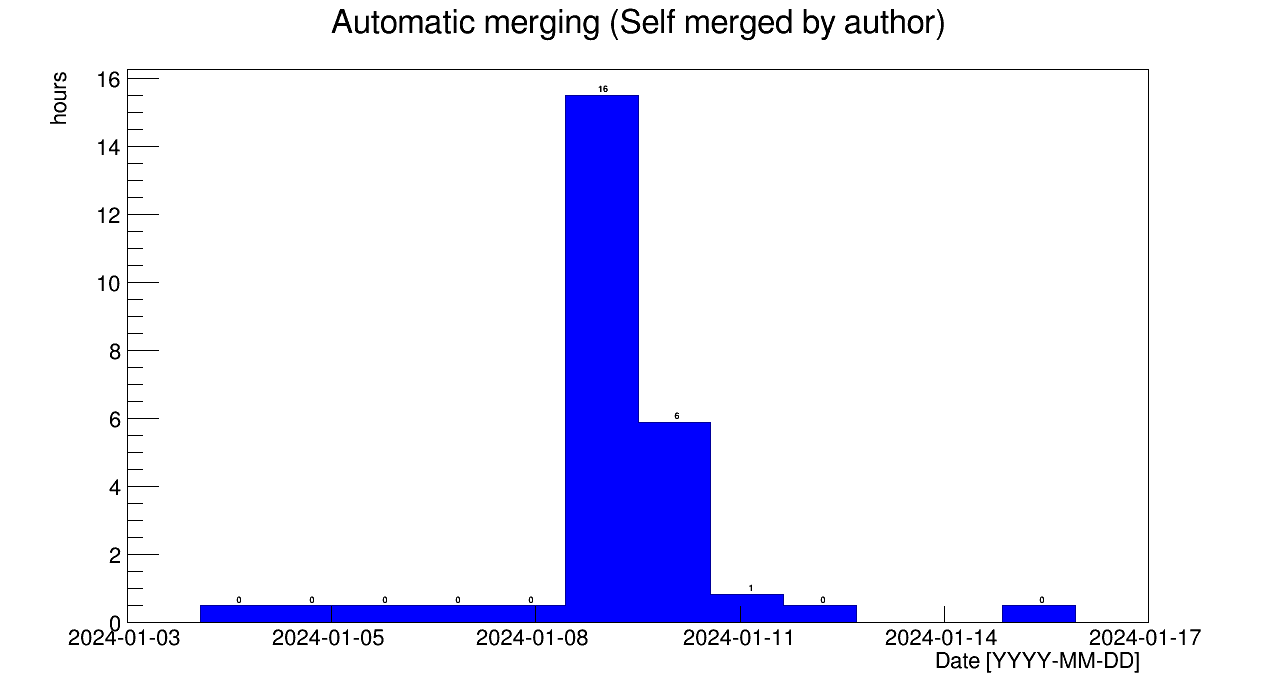 Automatic merging (Self merged by author)
hours
16
14
12
10
8
6
4
2
0
16
6
1
0 0 0 0 0 0 0
2024-01-03 2024-01-05 2024-01-08 2024-01-11 2024-01-14 2024-01-17
Date [YYYY-MM-DD]